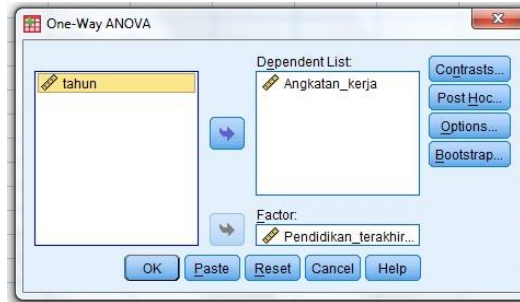 One-Way ANOVA
tahun
Dependent List:
Angkatan_kerja
Contrasts...
Post Hoc...
Options...
Bootstrap...
Factor:
Pendidikan_terakhir...
OK
Paste
Reset
Cancel
Help